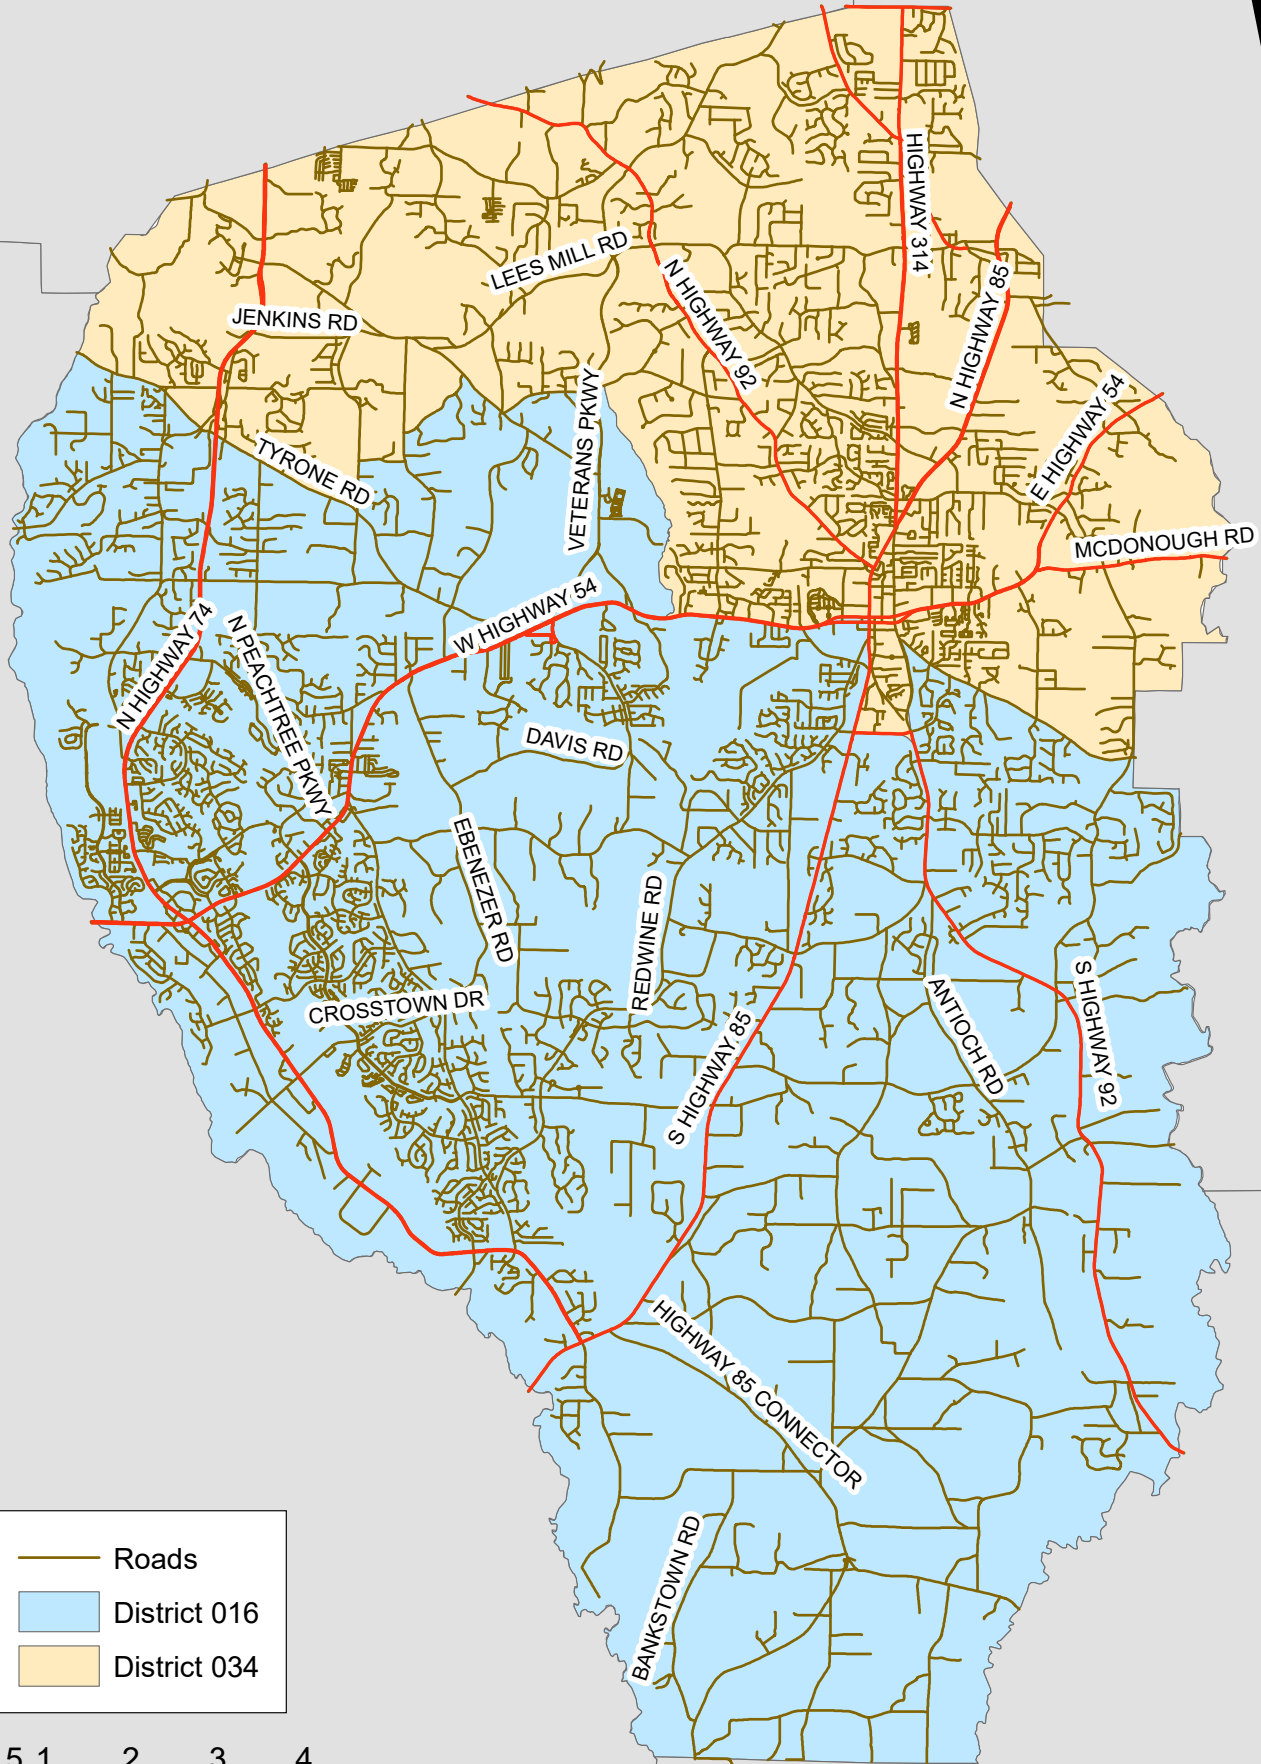 HIGHWAY 314
LEES MILL RD
N HIGHWAY 92
N HIGHWAY 85
JENKINS RD
E HIGHWAY 54
VETERANS PKWY
TYRONE RD
MCDONOUGH RD
W HIGHWAY 54
N HIGHWAY 74
N PEACHTREE PKWY
DAVIS RD
EBENEZER RD
REDWINE RD
CROSSTOWN DR
ANTIOCH RD
S HIGHWAY 92
S HIGHWAY 85
HIGHWAY 85 CONNECTOR
BANKSTOWN RD
Roads
District 016
District 034
5 1 2 3 4